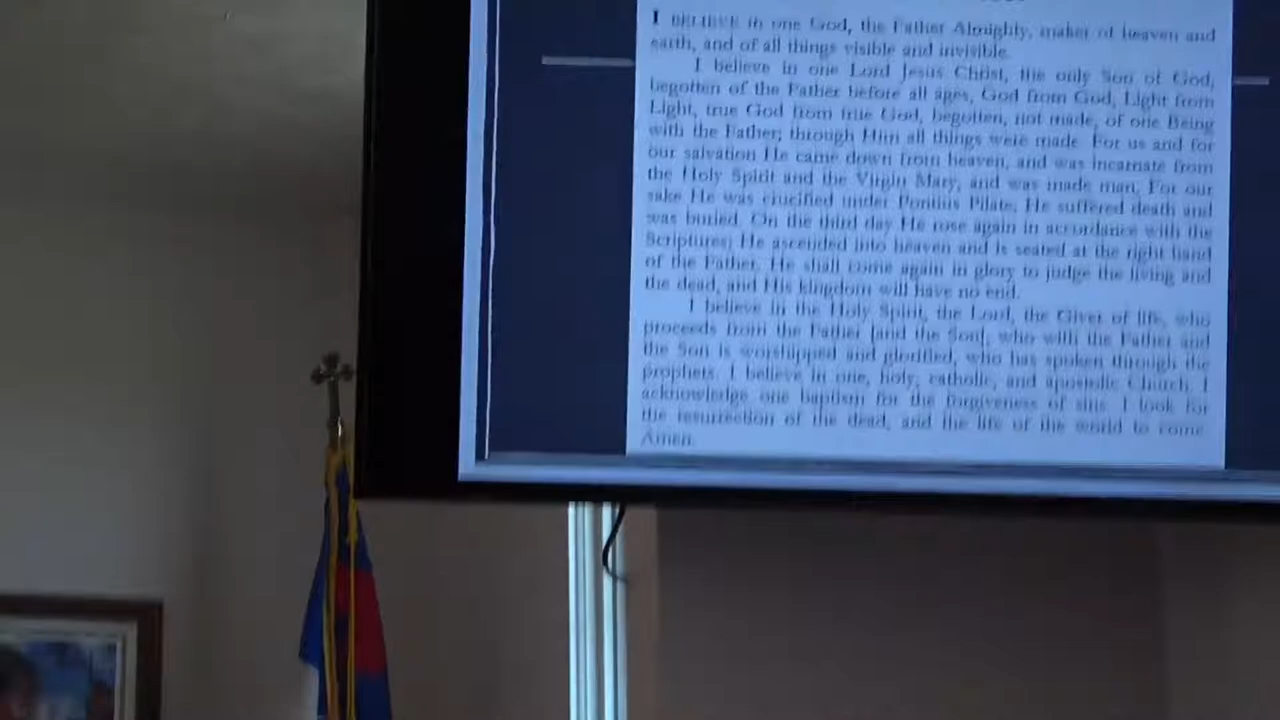 I BELIEVE in one God, the Father Almighty, maker of heaven and
earth, and of all things visible and invisible.
I believe in one Lord Jesus Christ, the only Son of God,
begotten of the Father before all ages, God from God, Light from
Light, true God from true God, begotten, not made, of one Being
with the Father; through Him all things were made. For us and for
our salvation He came down from heaven, and was incarnate from
the Holy Spirit and the Virgin Mary, and was made man. For our
sake He was crucified under Pontius Pilate; He suffered death and
was buried. On the third day He rose again in accordance with the
Scriptures; He ascended into heaven and is seated at the right hand
of the Father. He shall come again in glory to judge the living and
the dead, and His kingdom will have no end.
I believe in the Holy Spirit, the Lord, the Giver of life, who
proceeds from the Father [and the Son], who with the Father and
the Son is worshipped and glorified, who has spoken through the
prophets. I believe in one, holy, catholic, and apostolic Church. I
acknowledge one baptism for the forgiveness of sins. I look for
the resurrection of the dead, and the life of the world to come.
Amen.